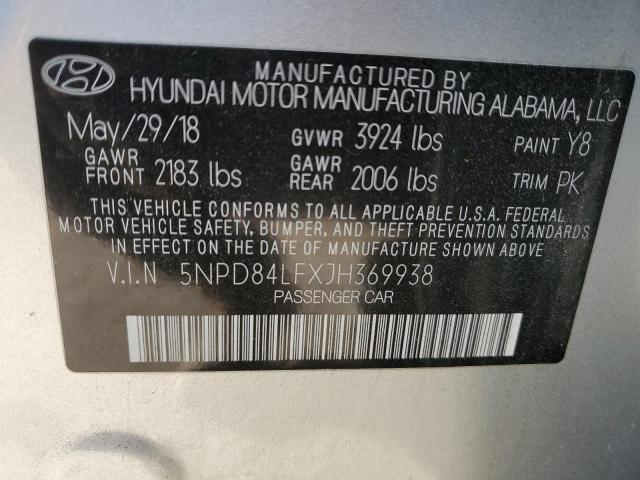 MANUFACTURED BY
HYUNDAI MOTOR MANUFACTURING ALABAMA, LLC
May/29/18 GVWR 3924 lbs PAINT Y8
GAWR FRONT 2183 lbs GAWR REAR 2006 lbs TRIM PK
THIS VEHICLE CONFORMS TO ALL APPLICABLE U.S.A. FEDERAL
MOTOR VEHICLE SAFETY, BUMPER, AND THEFT PREVENTION STANDARDS
IN EFFECT ON THE DATE OF MANUFACTURE SHOWN ABOVE
V.I.N 5NPD84LFXJH369938
PASSENGER CAR